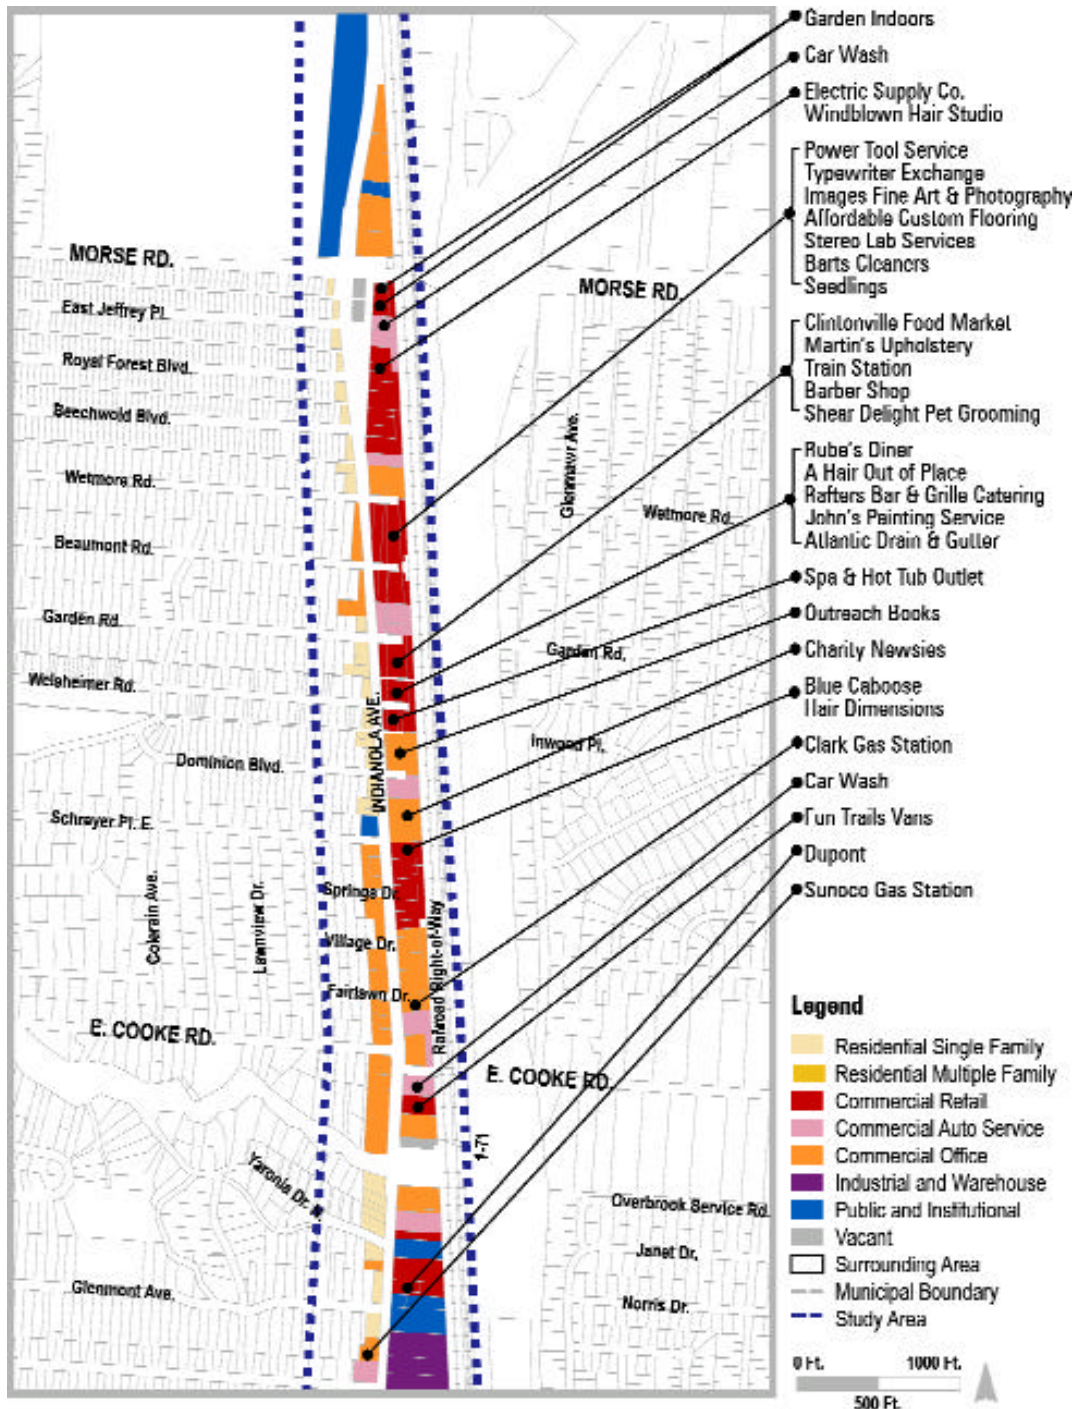 Garden Indoors
Car Wash
Electric Supply Co.
Windblown Hair Studio
Power Tool Service
Typewriter Exchange
Images Fine Art & Photography
Affordable Custom Flooring
Stereo Lab Services
Barts Cleaners
Seedlings
Clintonville Food Market
Martin's Upholstery
Train Station
Barber Shop
Shear Delight Pet Grooming
Rube's Diner
A Hair Out of Place
Rafters Bar & Grille Catering
John's Painting Service
Atlantic Drain & Gutter
Spa & Hot Tub Outlet
Outreach Books
Charity Newsies
Blue Caboose
Hair Dimensions
Clark Gas Station
Car Wash
Fun Trails Vans
Dupont
Sunoco Gas Station
MORSE RD.
MORSE RD.
East Jeffrey Pl.
Royal Forest Blvd.
Beechwold Blvd.
Wetmore Rd.
Glenmawr Ave.
Wetmore Rd.
Beaumont Rd.
Garden Rd.
Garden Rd.
Weisheimer Rd.
INDIANOLA AVE.
Inwood Pl.
Dominion Blvd.
Schreyer Pl. E.
Colerain Ave.
Lawnview Dr.
Springs Dr.
Village Dr.
Fairlawn Dr.
Railroad Right-of-Way
E. COOKE RD.
E. COOKE RD.
I-71
Yaronia Dr. N.
Overbrook Service Rd.
Janet Dr.
Glenmont Ave.
Norris Dr.
Legend
Residential Single Family
Residential Multiple Family
Commercial Retail
Commercial Auto Service
Commercial Office
Industrial and Warehouse
Public and Institutional
Vacant
Surrounding Area
Municipal Boundary
Study Area
0 Ft. 1000 Ft.
500 Ft.